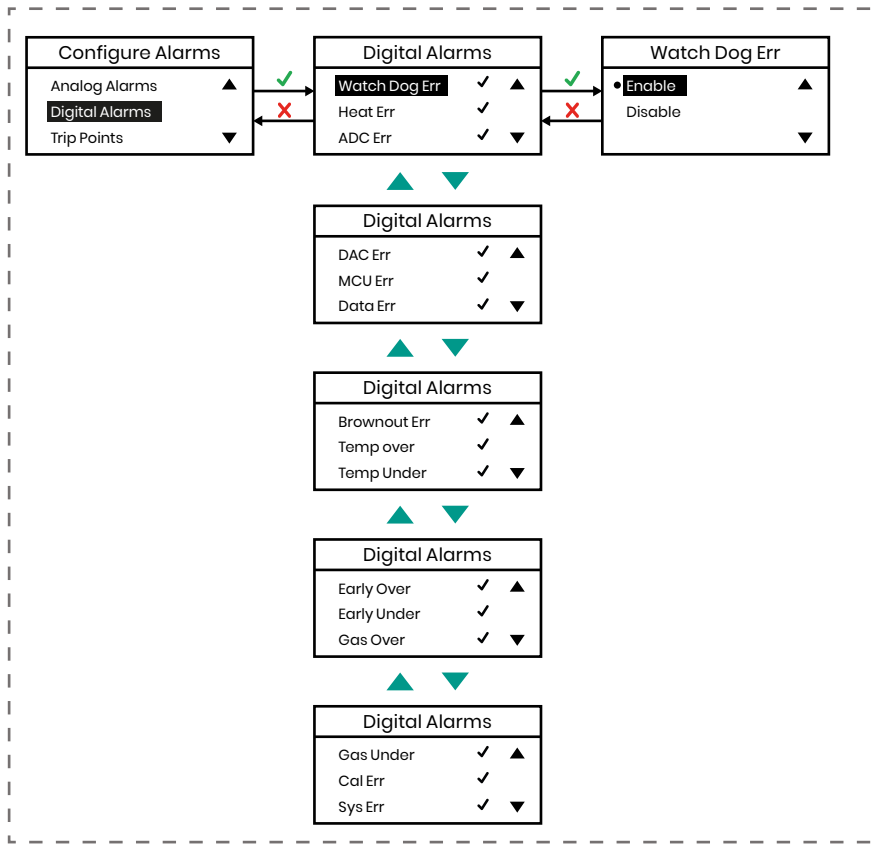 Configure Alarms
Analog Alarms
Digital Alarms
Trip Points
Digital Alarms
Watch Dog Err
Heat Err
ADC Err
Watch Dog Err
Enable
Disable
Digital Alarms
DAC Err
MCU Err
Data Err
Digital Alarms
Brownout Err
Temp over
Temp Under
Digital Alarms
Early Over
Early Under
Gas Over
Digital Alarms
Gas Under
Cal Err
Sys Err